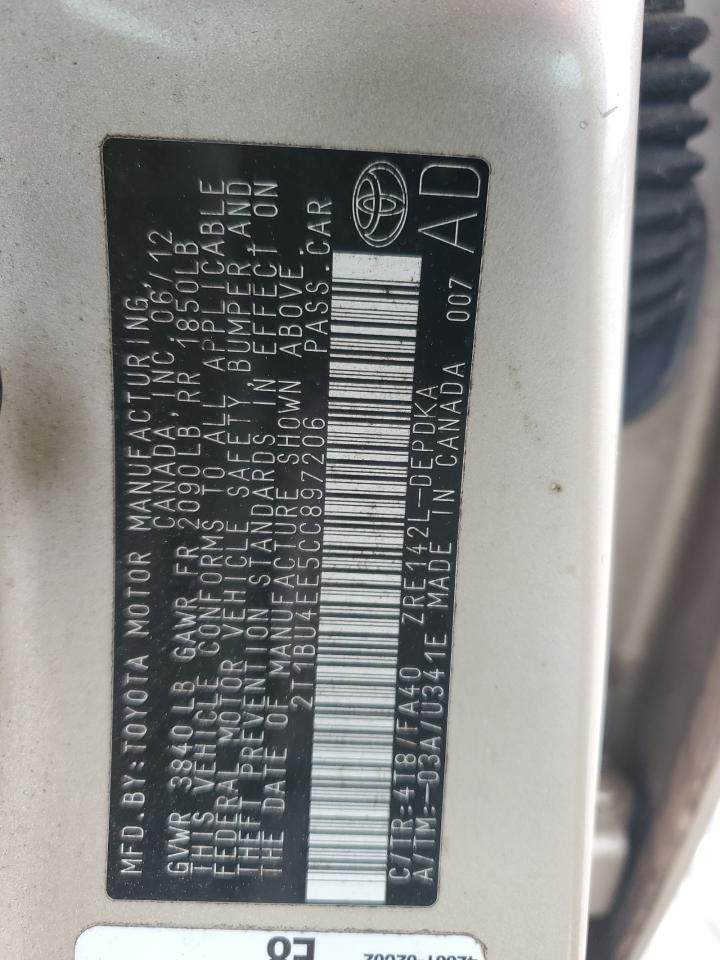 MFD.BY:TOYOTA MOTOR MANUFACTURING,
CANADA,INC 06/12
GVWR 3840 LB GAWR FR 2090LB RR 1850LB
THIS VEHICLE CONFORMS TO ALL APPLICABLE
FEDERAL MOTOR VEHICLE SAFETY,BUMPER,AND
THEFT PREVENTION STANDARDS IN EFFECT ON
THE DATE OF MANUFACTURE SHOWN ABOVE.
2T1BU4EE5CC897206 PASS.CAR
C/TR:4T8/FA40 ZRE142L-DEPDKA
A/TM:-03A/U341E MADE IN CANADA 007 AD
E8